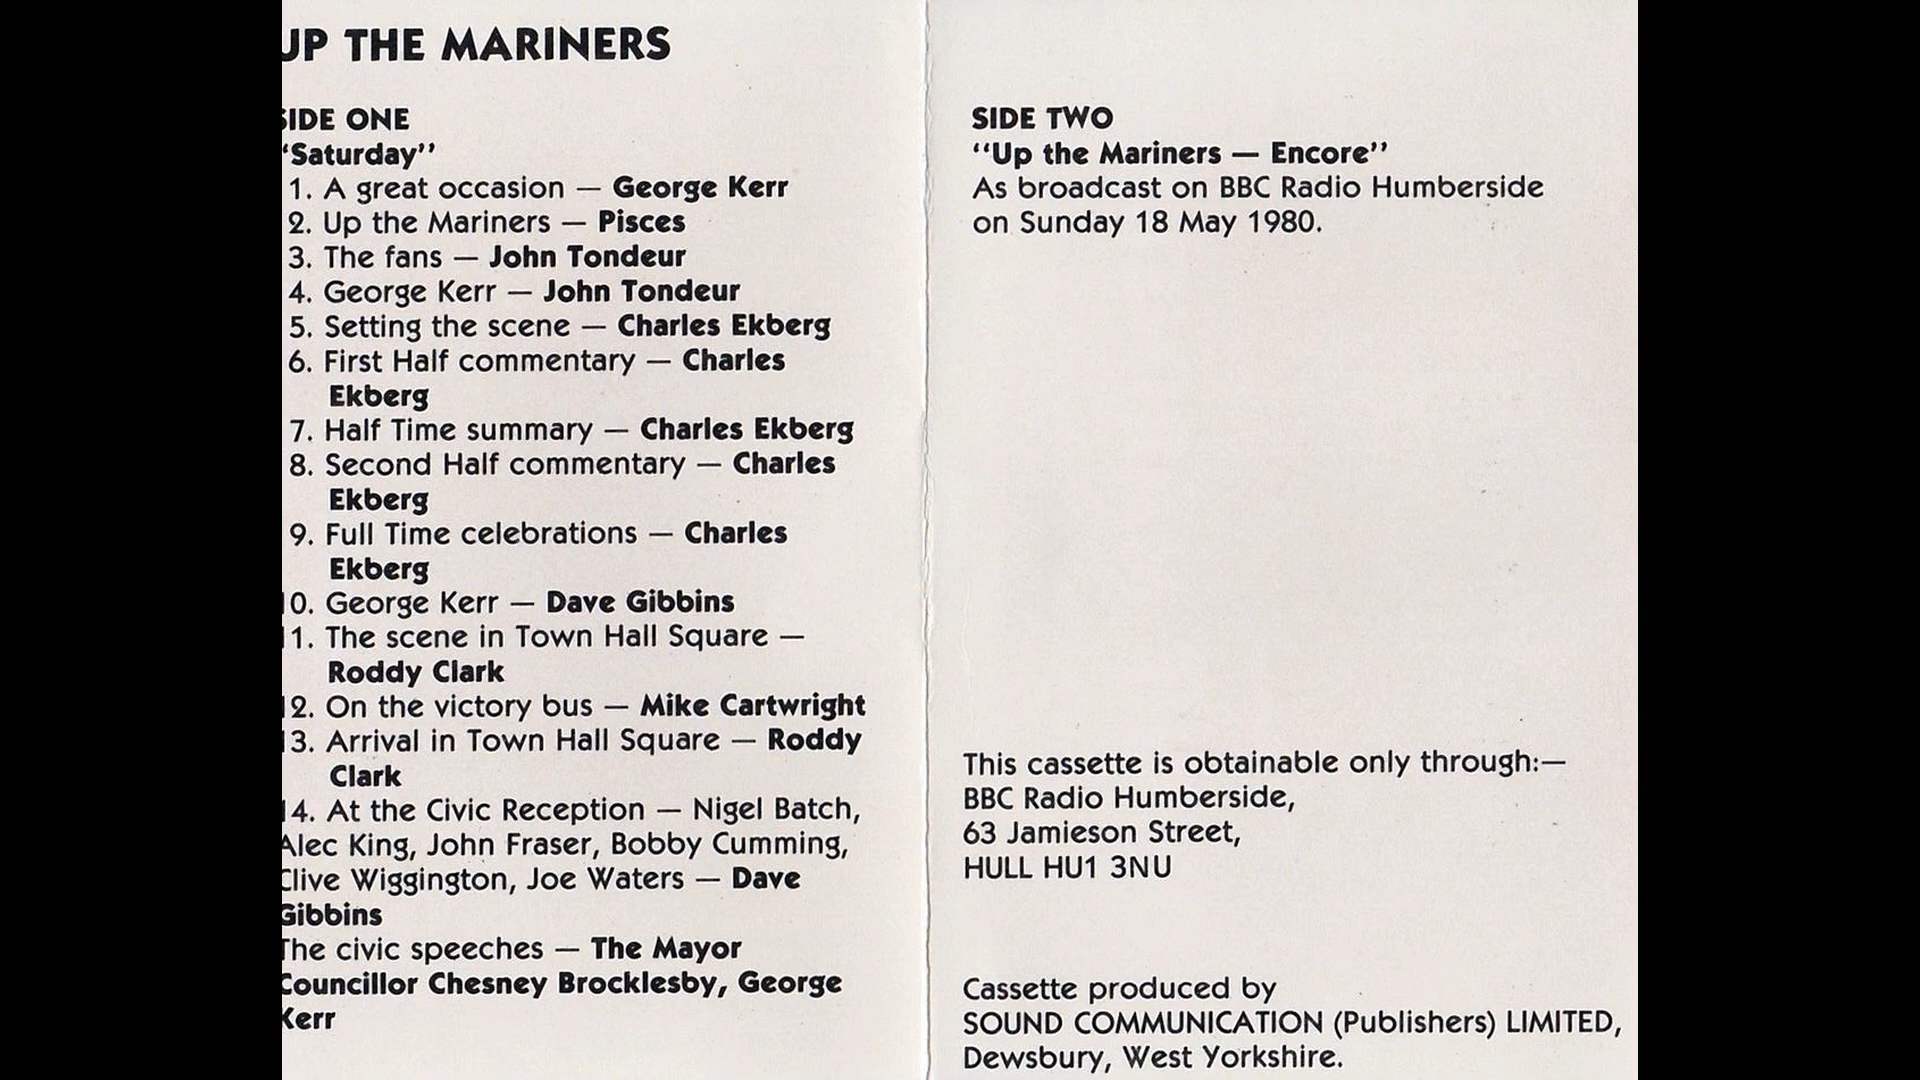 UP THE MARINERS
SIDE ONE
"Saturday"
1. A great occasion — George Kerr
2. Up the Mariners — Pisces
3. The fans — John Tondeur
4. George Kerr — John Tondeur
5. Setting the scene — Charles Ekberg
6. First Half commentary — Charles
Ekberg
7. Half Time summary — Charles Ekberg
8. Second Half commentary — Charles
Ekberg
9. Full Time celebrations — Charles
Ekberg
10. George Kerr — Dave Gibbins
11. The scene in Town Hall Square —
Roddy Clark
12. On the victory bus — Mike Cartwright
13. Arrival in Town Hall Square — Roddy
Clark
14. At the Civic Reception — Nigel Batch,
Alec King, John Fraser, Bobby Cumming,
Clive Wiggington, Joe Waters — Dave
Gibbins
The civic speeches — The Mayor
Councillor Chesney Brocklesby, George
Kerr
SIDE TWO
"Up the Mariners — Encore"
As broadcast on BBC Radio Humberside
on Sunday 18 May 1980.
This cassette is obtainable only through:—
BBC Radio Humberside,
63 Jamieson Street,
HULL HU1 3NU
Cassette produced by
SOUND COMMUNICATION (Publishers) LIMITED,
Dewsbury, West Yorkshire.